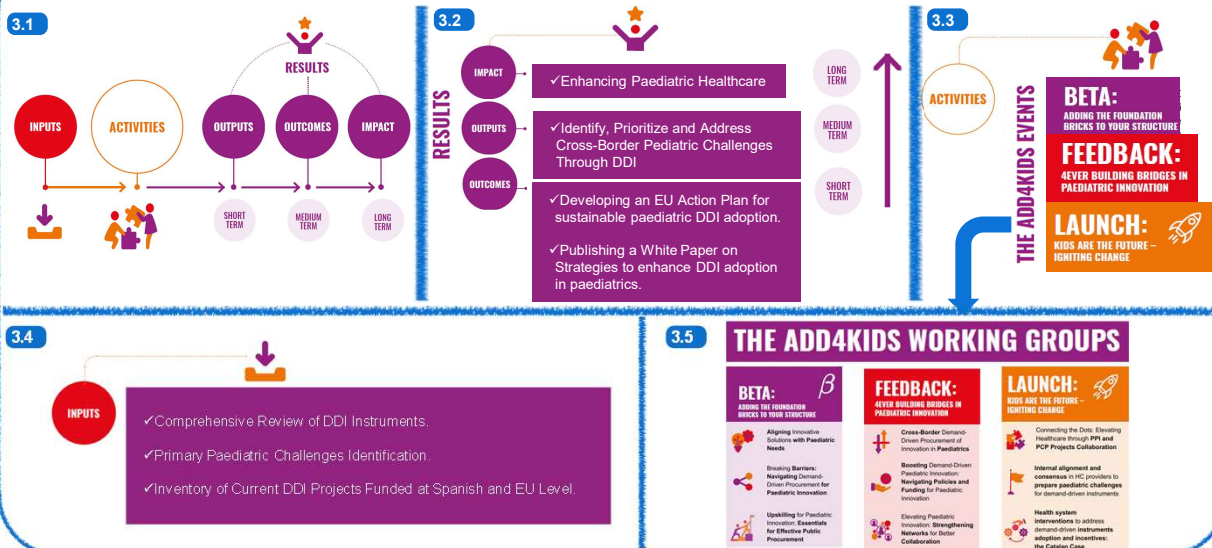 3.1
RESULTS
INPUTS
ACTIVITIES
OUTPUTS
OUTCOMES
IMPACT
SHORT
TERM
MEDIUM
TERM
LONG
TERM
3.2
RESULTS
IMPACT
✓Enhancing Paediatric Healthcare
OUTPUTS
✓Identify, Prioritize and Address
Cross-Border Pediatric Challenges
Through DDI
OUTCOMES
✓Developing an EU Action Plan for
sustainable paediatric DDI adoption.
✓Publishing a White Paper on
Strategies to enhance DDI adoption
in paediatrics.
LONG
TERM
MEDIUM
TERM
SHORT
TERM
3.3
ACTIVITIES
THE ADD4KIDS EVENTS
BETA:
ADDING THE FOUNDATION
BRICKS TO YOUR STRUCTURE
FEEDBACK:
4EVER BUILDING BRIDGES IN
PAEDIATRIC INNOVATION
LAUNCH:
KIDS ARE THE FUTURE –
IGNITING CHANGE
3.4
INPUTS
✓Comprehensive Review of DDI Instruments.
✓Primary Paediatric Challenges Identification.
✓Inventory of Current DDI Projects Funded at Spanish and EU Level.
3.5
THE ADD4KIDS WORKING GROUPS
BETA:
β
ADDING THE FOUNDATION
BRICKS TO YOUR STRUCTURE
Aligning Innovative
Solutions with Paediatric
Needs
Breaking Barriers:
Navigating Demand-
Driven Procurement for
Paediatric Innovation
Upskilling for Paediatric
Innovation: Essentials
for Effective Public
Procurement
FEEDBACK:
4EVER BUILDING BRIDGES IN
PAEDIATRIC INNOVATION
Cross-Border Demand-
Driven Procurement of
Innovation in Paediatrics
Boosting Demand-Driven
Paediatric Innovation:
Navigating Policies and
Funding for Paediatric
Innovation
Elevating Paediatric
Innovation: Strengthening
Networks for Better
Collaboration
LAUNCH:
KIDS ARE THE FUTURE –
IGNITING CHANGE
Connecting the Dots: Elevating
Healthcare through PPI and
PCP Projects Collaboration
Internal alignment and
consensus in HC providers to
prepare paediatric challenges
for demand-driven instruments
Health system
interventions to address
demand-driven instruments
adoption and incentives:
the Catalan Case